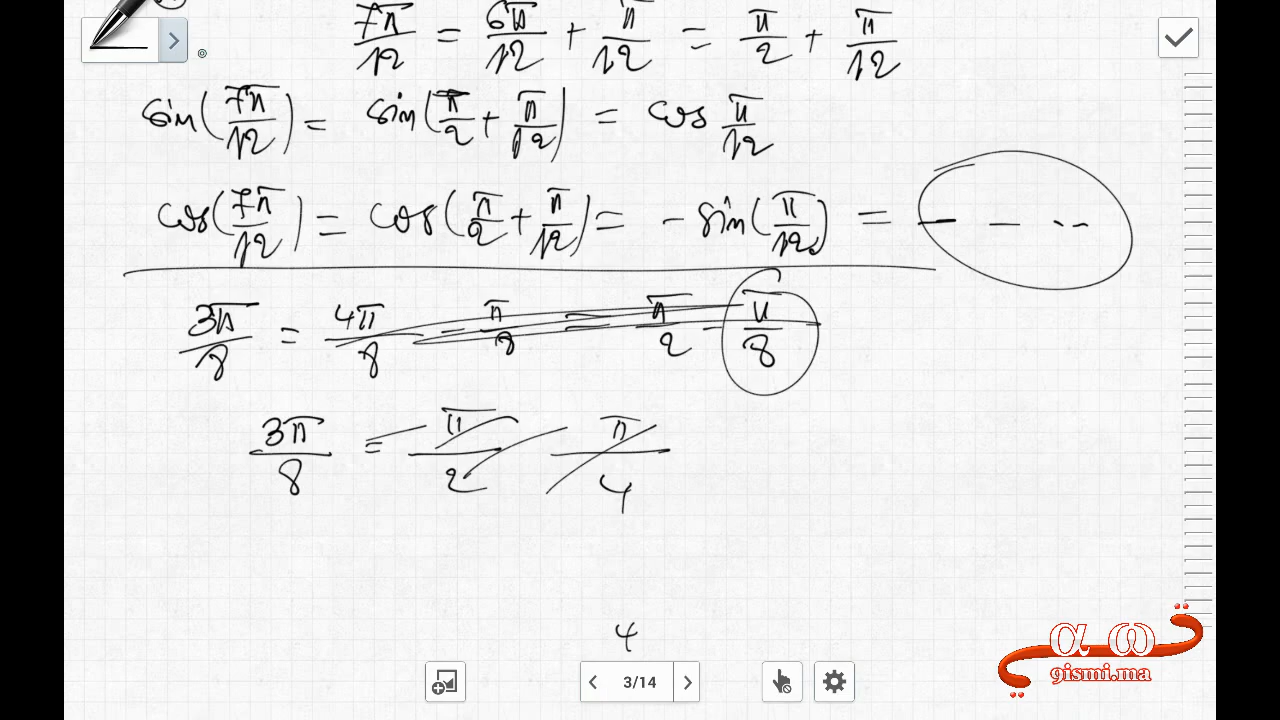 7π/12 = 6π/12 + π/12 = π/2 + π/12
sin(7π/12) = sin(π/2 + π/12) = cos π/12
cos(7π/12) = cos(π/2 + π/12) = - sin(π/12) = - - --
3π/8 = 4π/8 - π/8 = π/2 - π/8
3π/8 = π/2 π/4
4
3/14
α ω
gismi.ma